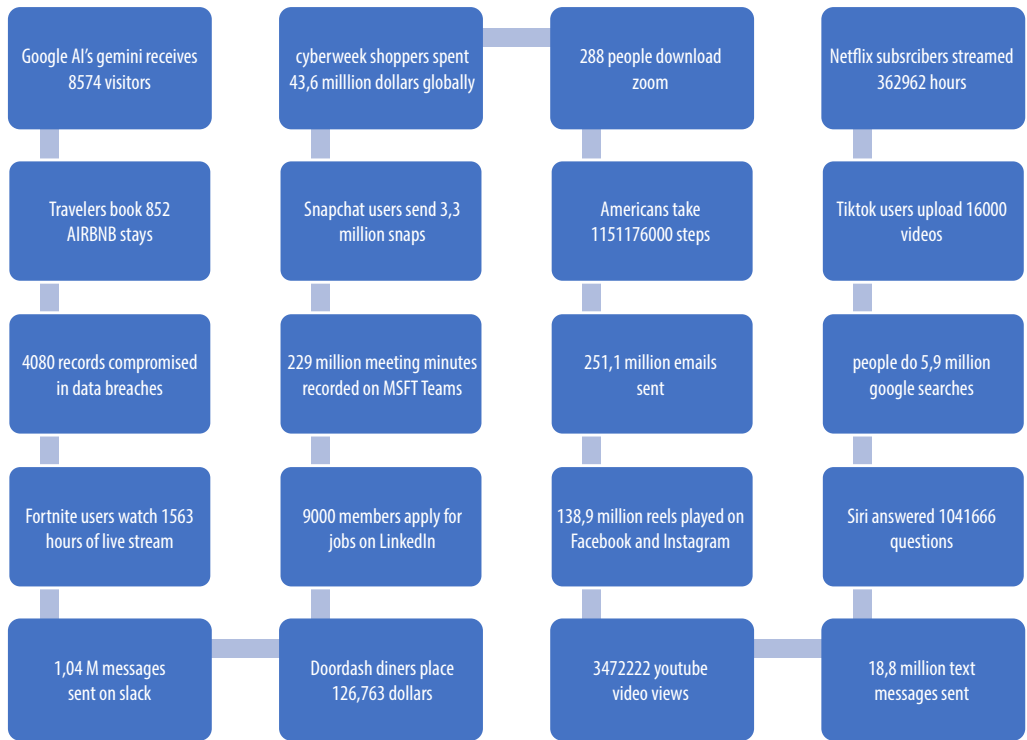 Google AI's gemini receives
8574 visitors
Travelers book 852
AIRBNB stays
4080 records compromised
in data breaches
Fortnite users watch 1563
hours of live stream
1,04 M messages
sent on slack
Doordash diners place
126,763 dollars
9000 members apply for
jobs on LinkedIn
229 million meeting minutes
recorded on MSFT Teams
Snapchat users send 3,3
million snaps
cyberweek shoppers spent
43,6 milllion dollars globally
288 people download
zoom
Americans take
1151176000 steps
251,1 million emails
sent
138,9 million reels played on
Facebook and Instagram
3472222 youtube
video views
18,8 million text
messages sent
Siri answered 1041666
questions
people do 5,9 million
google searches
Tiktok users upload 16000
videos
Netflix subsrcibers streamed
362962 hours